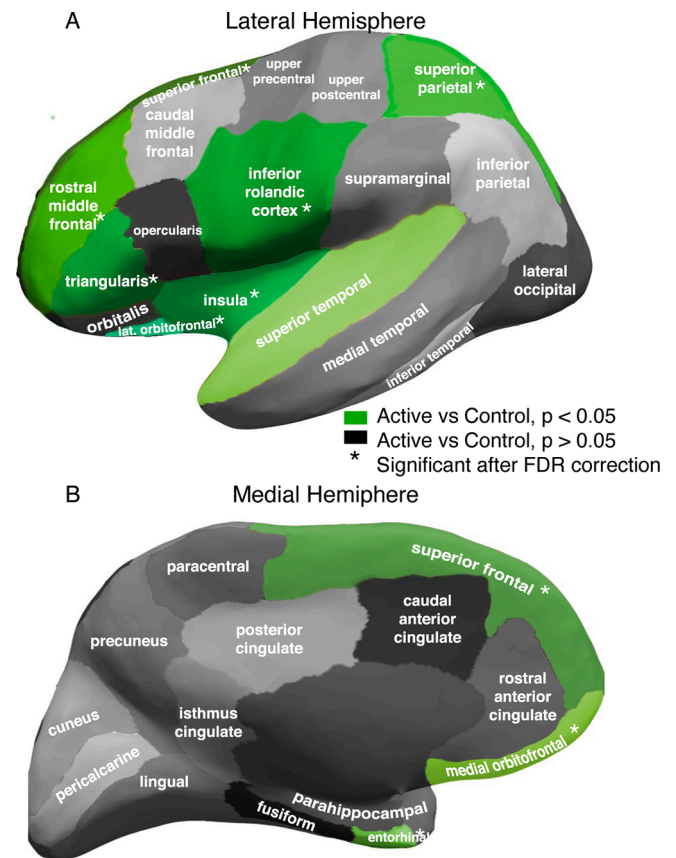 A
Lateral Hemisphere
superior frontal*
upper
precentral
upper
postcentral
superior
parietal *
caudal
middle
frontal
inferior
rolandic
cortex *
supramarginal
inferior
parietal
rostral
middle
frontal*
opercularis
triangularis*
insula *
superior temporal
lateral
occipital
orbitalis
lat. orbitofrontal*
medial temporal
inferior temporal
Active vs Control, p < 0.05
Active vs Control, p > 0.05
* Significant after FDR correction
B
Medial Hemiphere
paracentral
superior frontal *
caudal
anterior
cingulate
precuneus
posterior
cingulate
rostral
anterior
cingulate
cuneus
isthmus
cingulate
medial orbitofrontal *
pericalcarine
lingual
parahippocampal
fusiform
entorhinal*